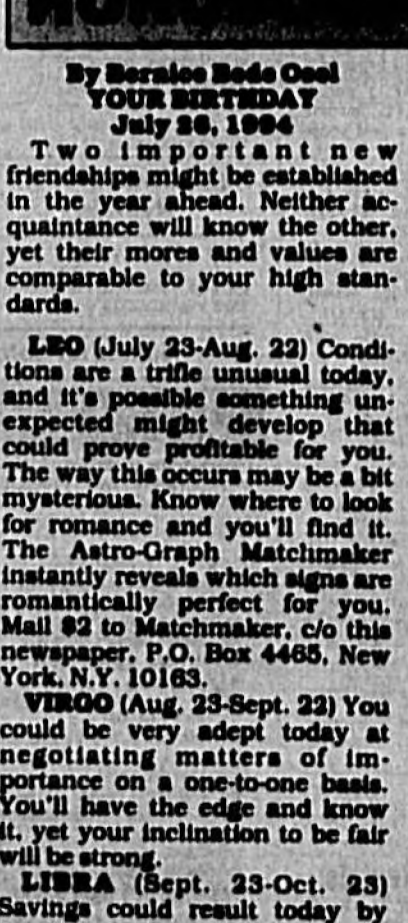 By Bernice Bede Osol
YOUR BIRTHDAY
July 26, 1994
Two important new
friendships might be established
in the year ahead. Neither ac-
quaintance will know the other,
yet their mores and values are
comparable to your high stan-
dards.
LEO (July 23-Aug. 22) Condi-
tions are a trifle unusual today,
and it's possible something un-
expected might develop that
could prove profitable for you.
The way this occurs may be a bit
mysterious. Know where to look
for romance and you'll find it.
The Astro-Graph Matchmaker
instantly reveals which signs are
romantically perfect for you.
Mail $2 to Matchmaker, c/o this
newspaper, P.O. Box 4465, New
York, N.Y. 10163.
VIRGO (Aug. 23-Sept. 22) You
could be very adept today at
negotiating matters of im-
portance on a one-to-one basis.
You'll have the edge and know
it, yet your inclination to be fair
will be strong.
LIBRA (Sept. 23-Oct. 23)
Savings could result today by